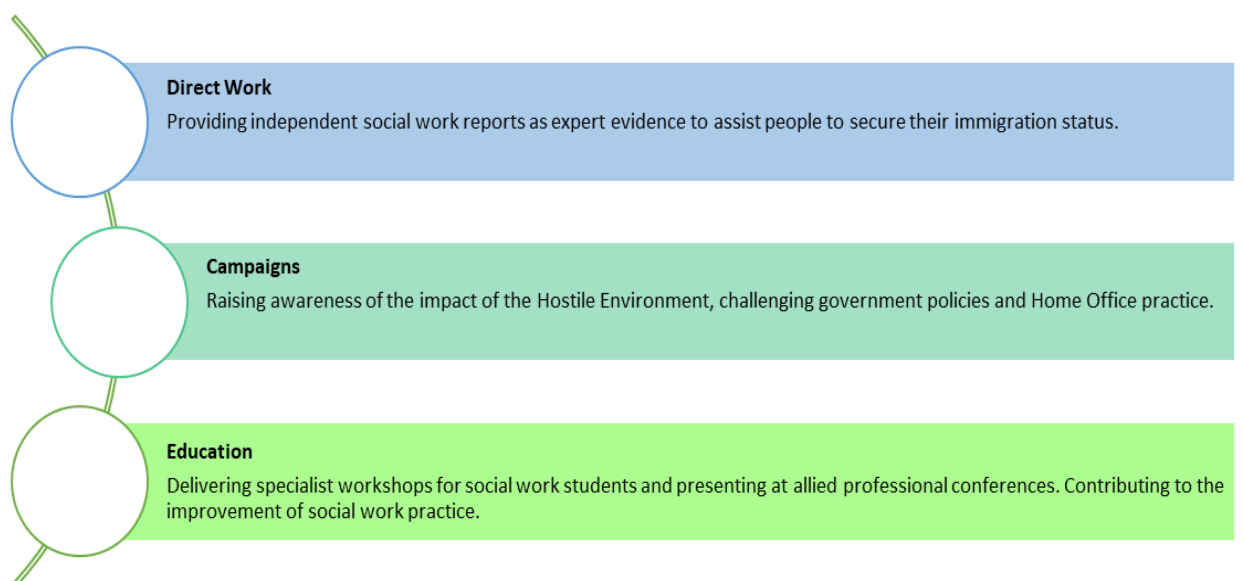 Direct Work
Providing independent social work reports as expert evidence to assist people to secure their immigration status.
Campaigns
Raising awareness of the impact of the Hostile Environment, challenging government policies and Home Office practice.
Education
Delivering specialist workshops for social work students and presenting at allied professional conferences. Contributing to the
improvement of social work practice.